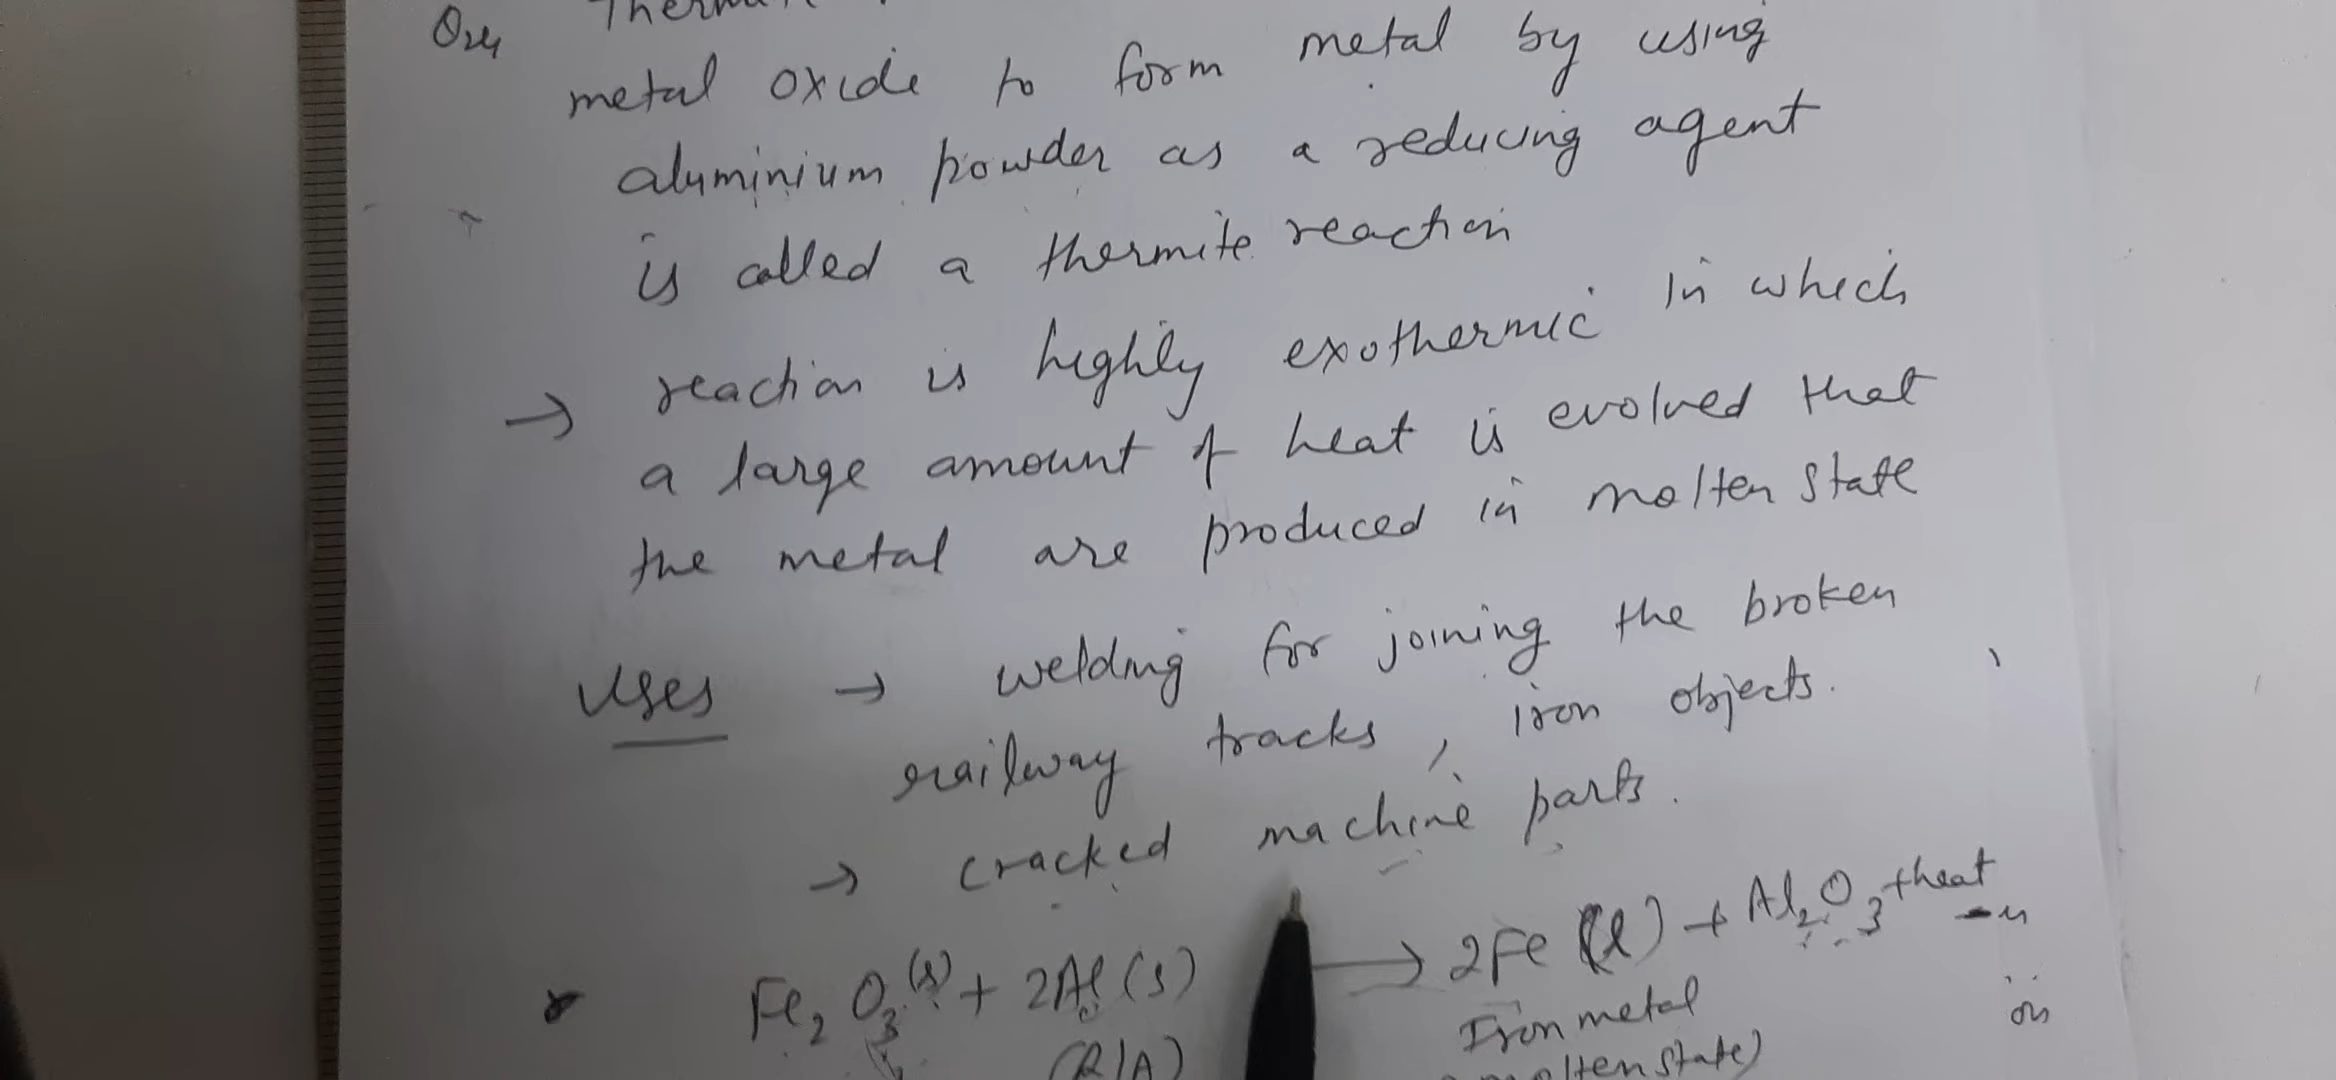 metal oxide to form metal by using
aluminium powder as a reducing agent
is called a thermite reaction
→ reaction is highly exothermic in which
a large amount of heat is evolved that
the metal are produced in molten state
Uses → welding for joining the broken
railway tracks, iron objects.
→ cracked machine parts.
Fe2O3(s) + 2Al(s) → 2Fe(l) + Al2O3 + heat
(R/A) Iron metal
molten state)